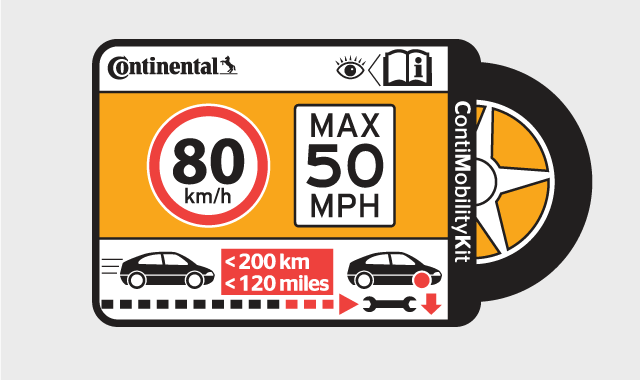 Continental
i
80
km/h
MAX
50
MPH
ContiMobilityKit
< 200 km
< 120 miles